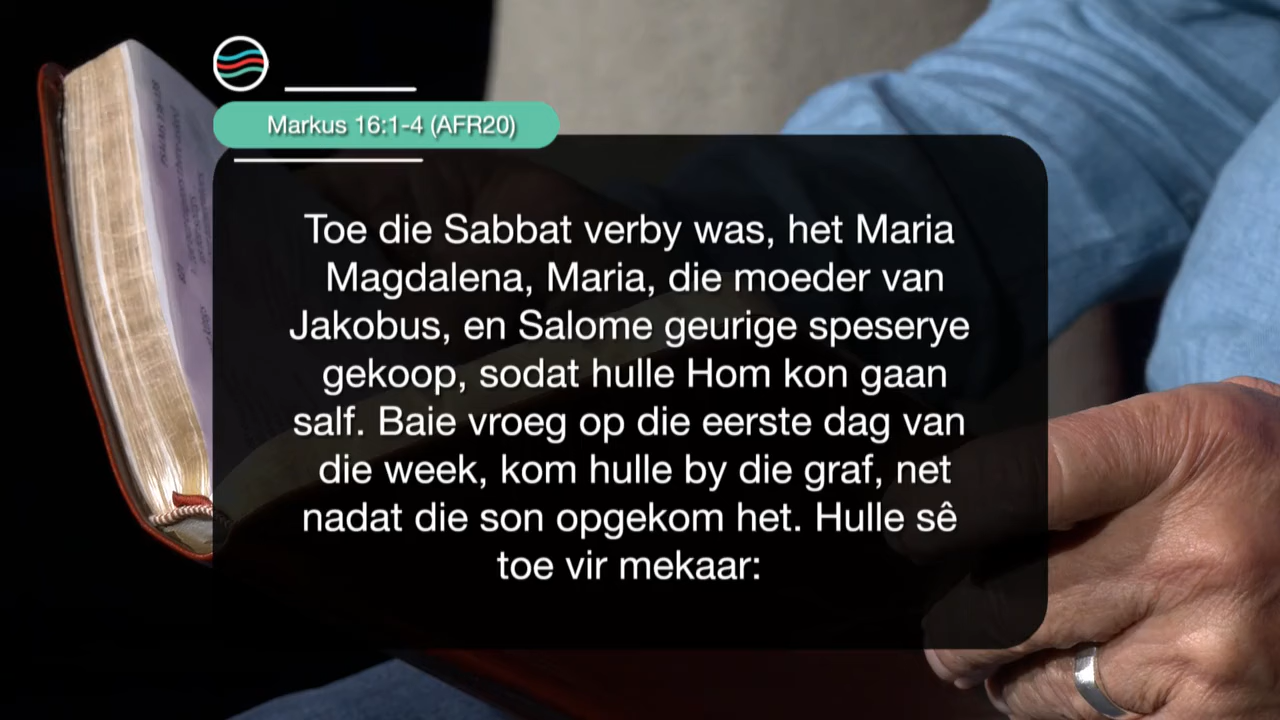 Markus 16:1-4 (AFR20)
Toe die Sabbat verby was, het Maria
Magdalena, Maria, die moeder van
Jakobus, en Salome geurige speserye
gekoop, sodat hulle Hom kon gaan
salf. Baie vroeg op die eerste dag van
die week, kom hulle by die graf, net
nadat die son opgekom het. Hulle sê
toe vir mekaar: